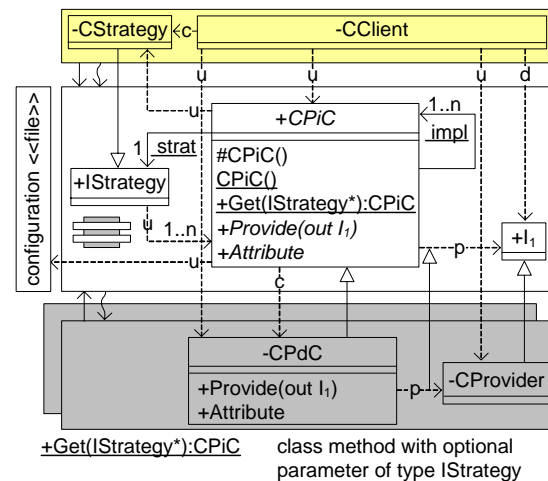 -CStrategy
c
-CClient
u
u
u
d
configuration <<file>>
u
+CPiC
1..n
1
strat
impl
#CPiC()
CPiC()
+IStrategy
+Get(IStrategy*):CPiC
u
1..n
+Provide(out I₁)
+Attribute
p
+I₁
u
c
-CPdC
+Provide(out I₁)
+Attribute
p
-CProvider
+Get(IStrategy*):CPiC
class method with optional
parameter of type IStrategy